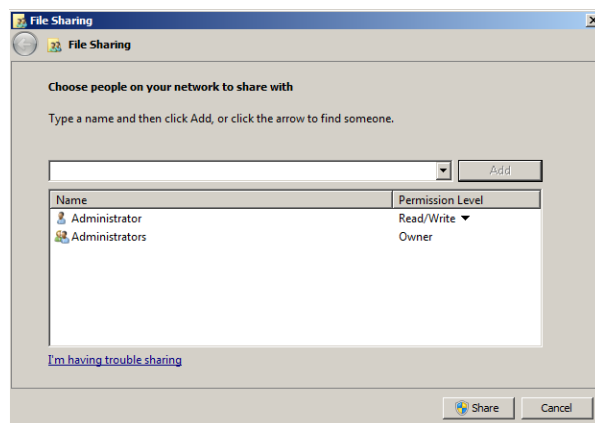 File Sharing
File Sharing
Choose people on your network to share with
Type a name and then click Add, or click the arrow to find someone.
Add
Name Permission Level
Administrator Read/Write
Administrators Owner
I'm having trouble sharing
Share Cancel